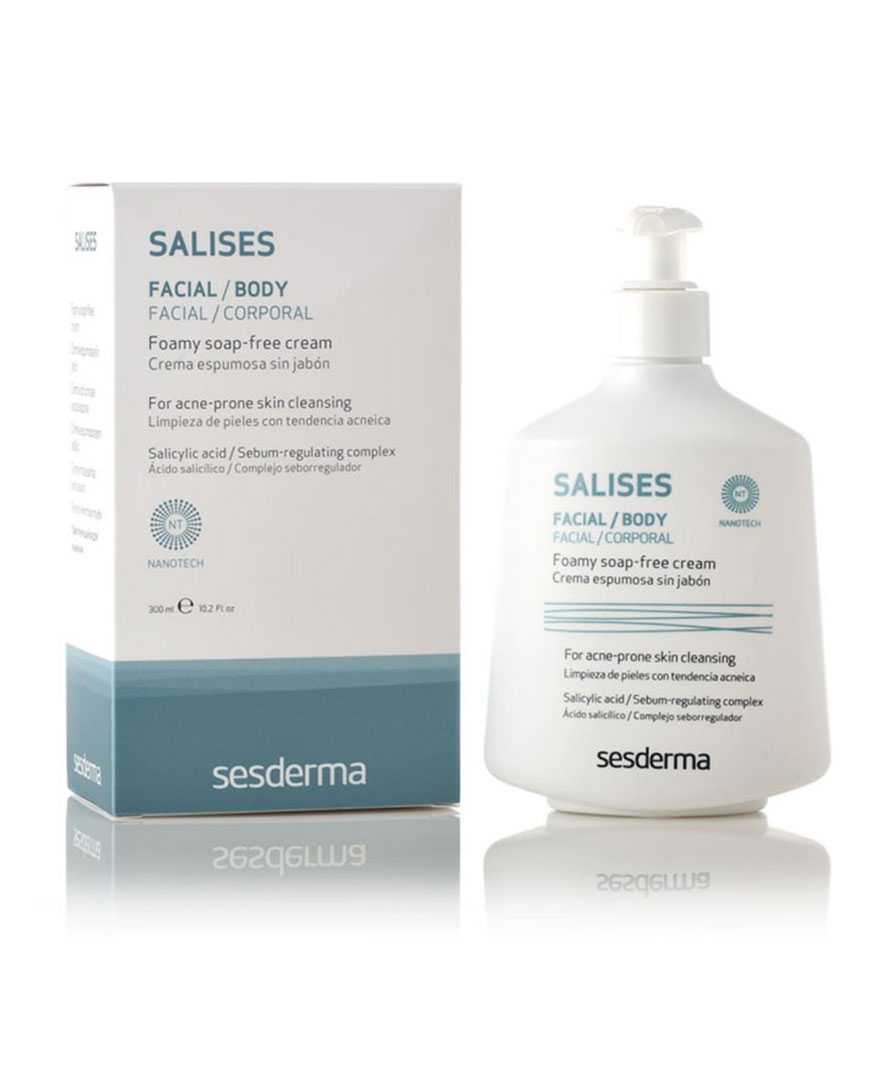 SALISES
SALISES
FACIAL / BODY
FACIAL / CORPORAL
Foamy soap-free cream
Crema espumosa sin jabón
For acne-prone skin cleansing
Limpieza de pieles con tendencia acneica
Salicylic acid / Sebum-regulating complex
Ácido salicílico / Complejo seborregulador
NT
NANOTECH
300 ml ℮ 10.2 Fl. oz
sesderma
sesderma
SALISES
NT
NANOTECH
FACIAL / BODY
FACIAL / CORPORAL
Foamy soap-free cream
Crema espumosa sin jabón
For acne-prone skin cleansing
Limpieza de pieles con tendencia acneica
Salicylic acid / Sebum-regulating complex
Ácido salicílico / Complejo seborregulador
sesderma